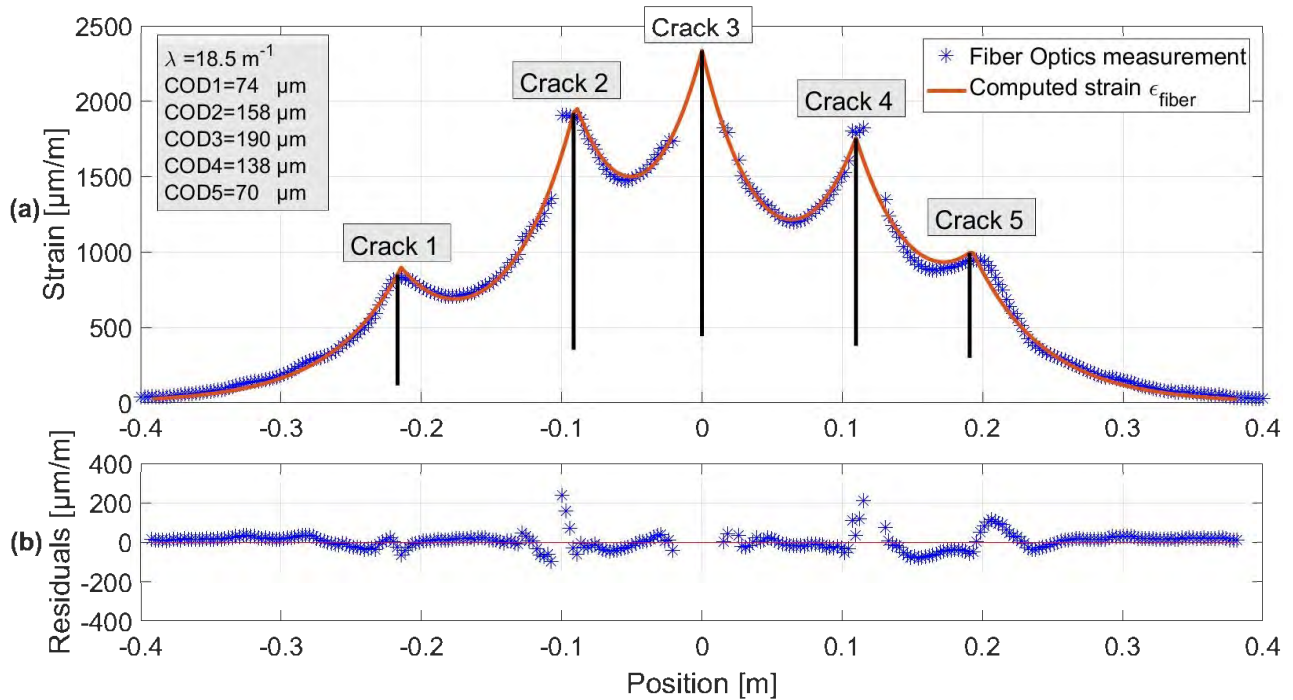 (a)
Strain [µm/m]
2500
2000
1500
1000
500
0
λ =18.5 m⁻¹
COD1=74 µm
COD2=158 µm
COD3=190 µm
COD4=138 µm
COD5=70 µm
Crack 1
Crack 2
Crack 3
Crack 4
Crack 5
Fiber Optics measurement
Computed strain ϵ_fiber
-0.4 -0.3 -0.2 -0.1 0 0.1 0.2 0.3 0.4
(b)
Residuals [µm/m]
400
200
0
-200
-400
-0.4 -0.3 -0.2 -0.1 0 0.1 0.2 0.3 0.4
Position [m]